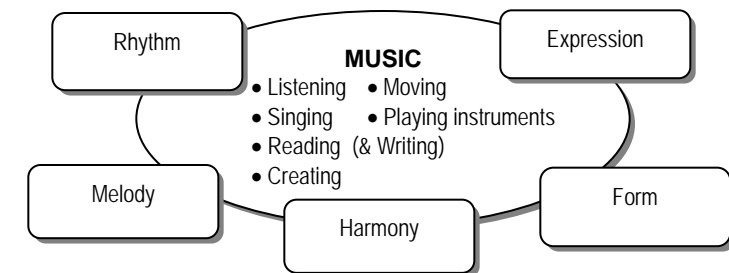 Rhythm
Expression
MUSIC
• Listening • Moving
• Singing • Playing instruments
• Reading (& Writing)
• Creating
Melody
Form
Harmony